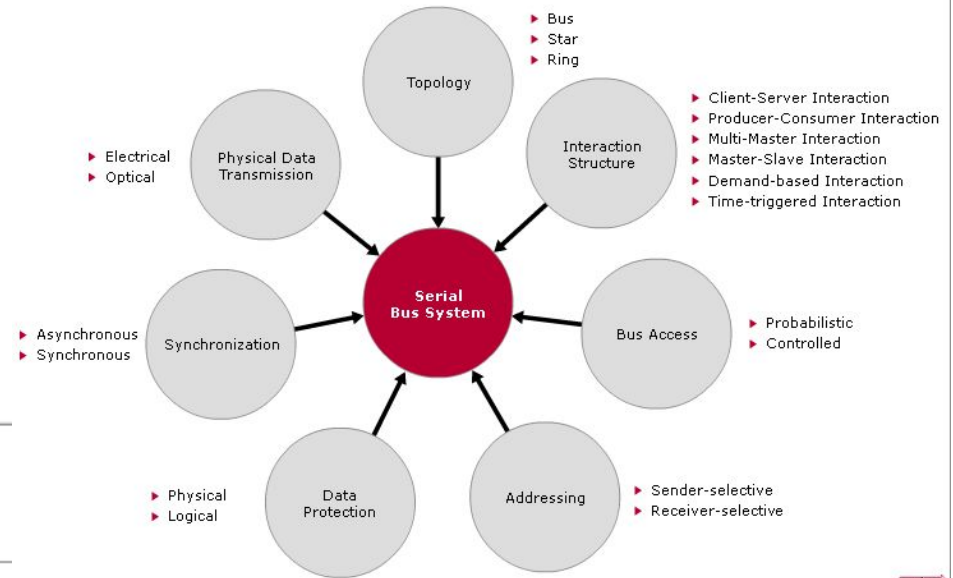 Topology
Bus
Star
Ring
Interaction
Structure
Client-Server Interaction
Producer-Consumer Interaction
Multi-Master Interaction
Master-Slave Interaction
Demand-based Interaction
Time-triggered Interaction
Electrical
Optical
Physical Data
Transmission
Serial
Bus System
Asynchronous
Synchronous
Synchronization
Bus Access
Probabilistic
Controlled
Physical
Logical
Data
Protection
Addressing
Sender-selective
Receiver-selective